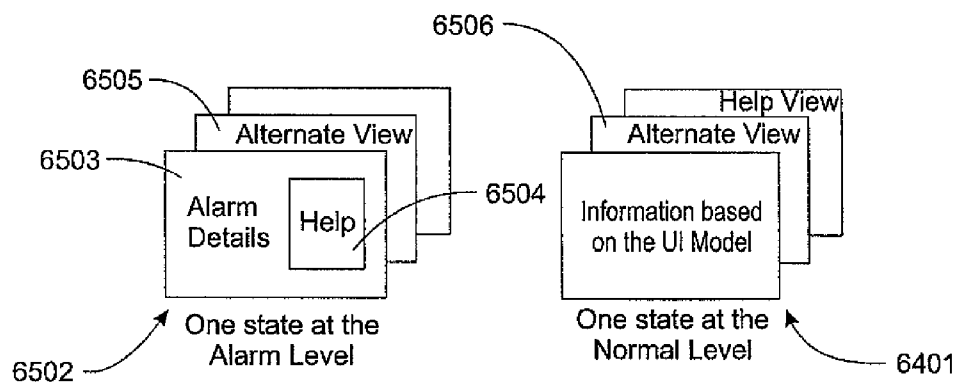 6505
Alternate View
6503
Alarm
Details
Help
6504
One state at the
Alarm Level
6502
6506
Help View
Alternate View
Information based
on the UI Model
One state at the
Normal Level
6401